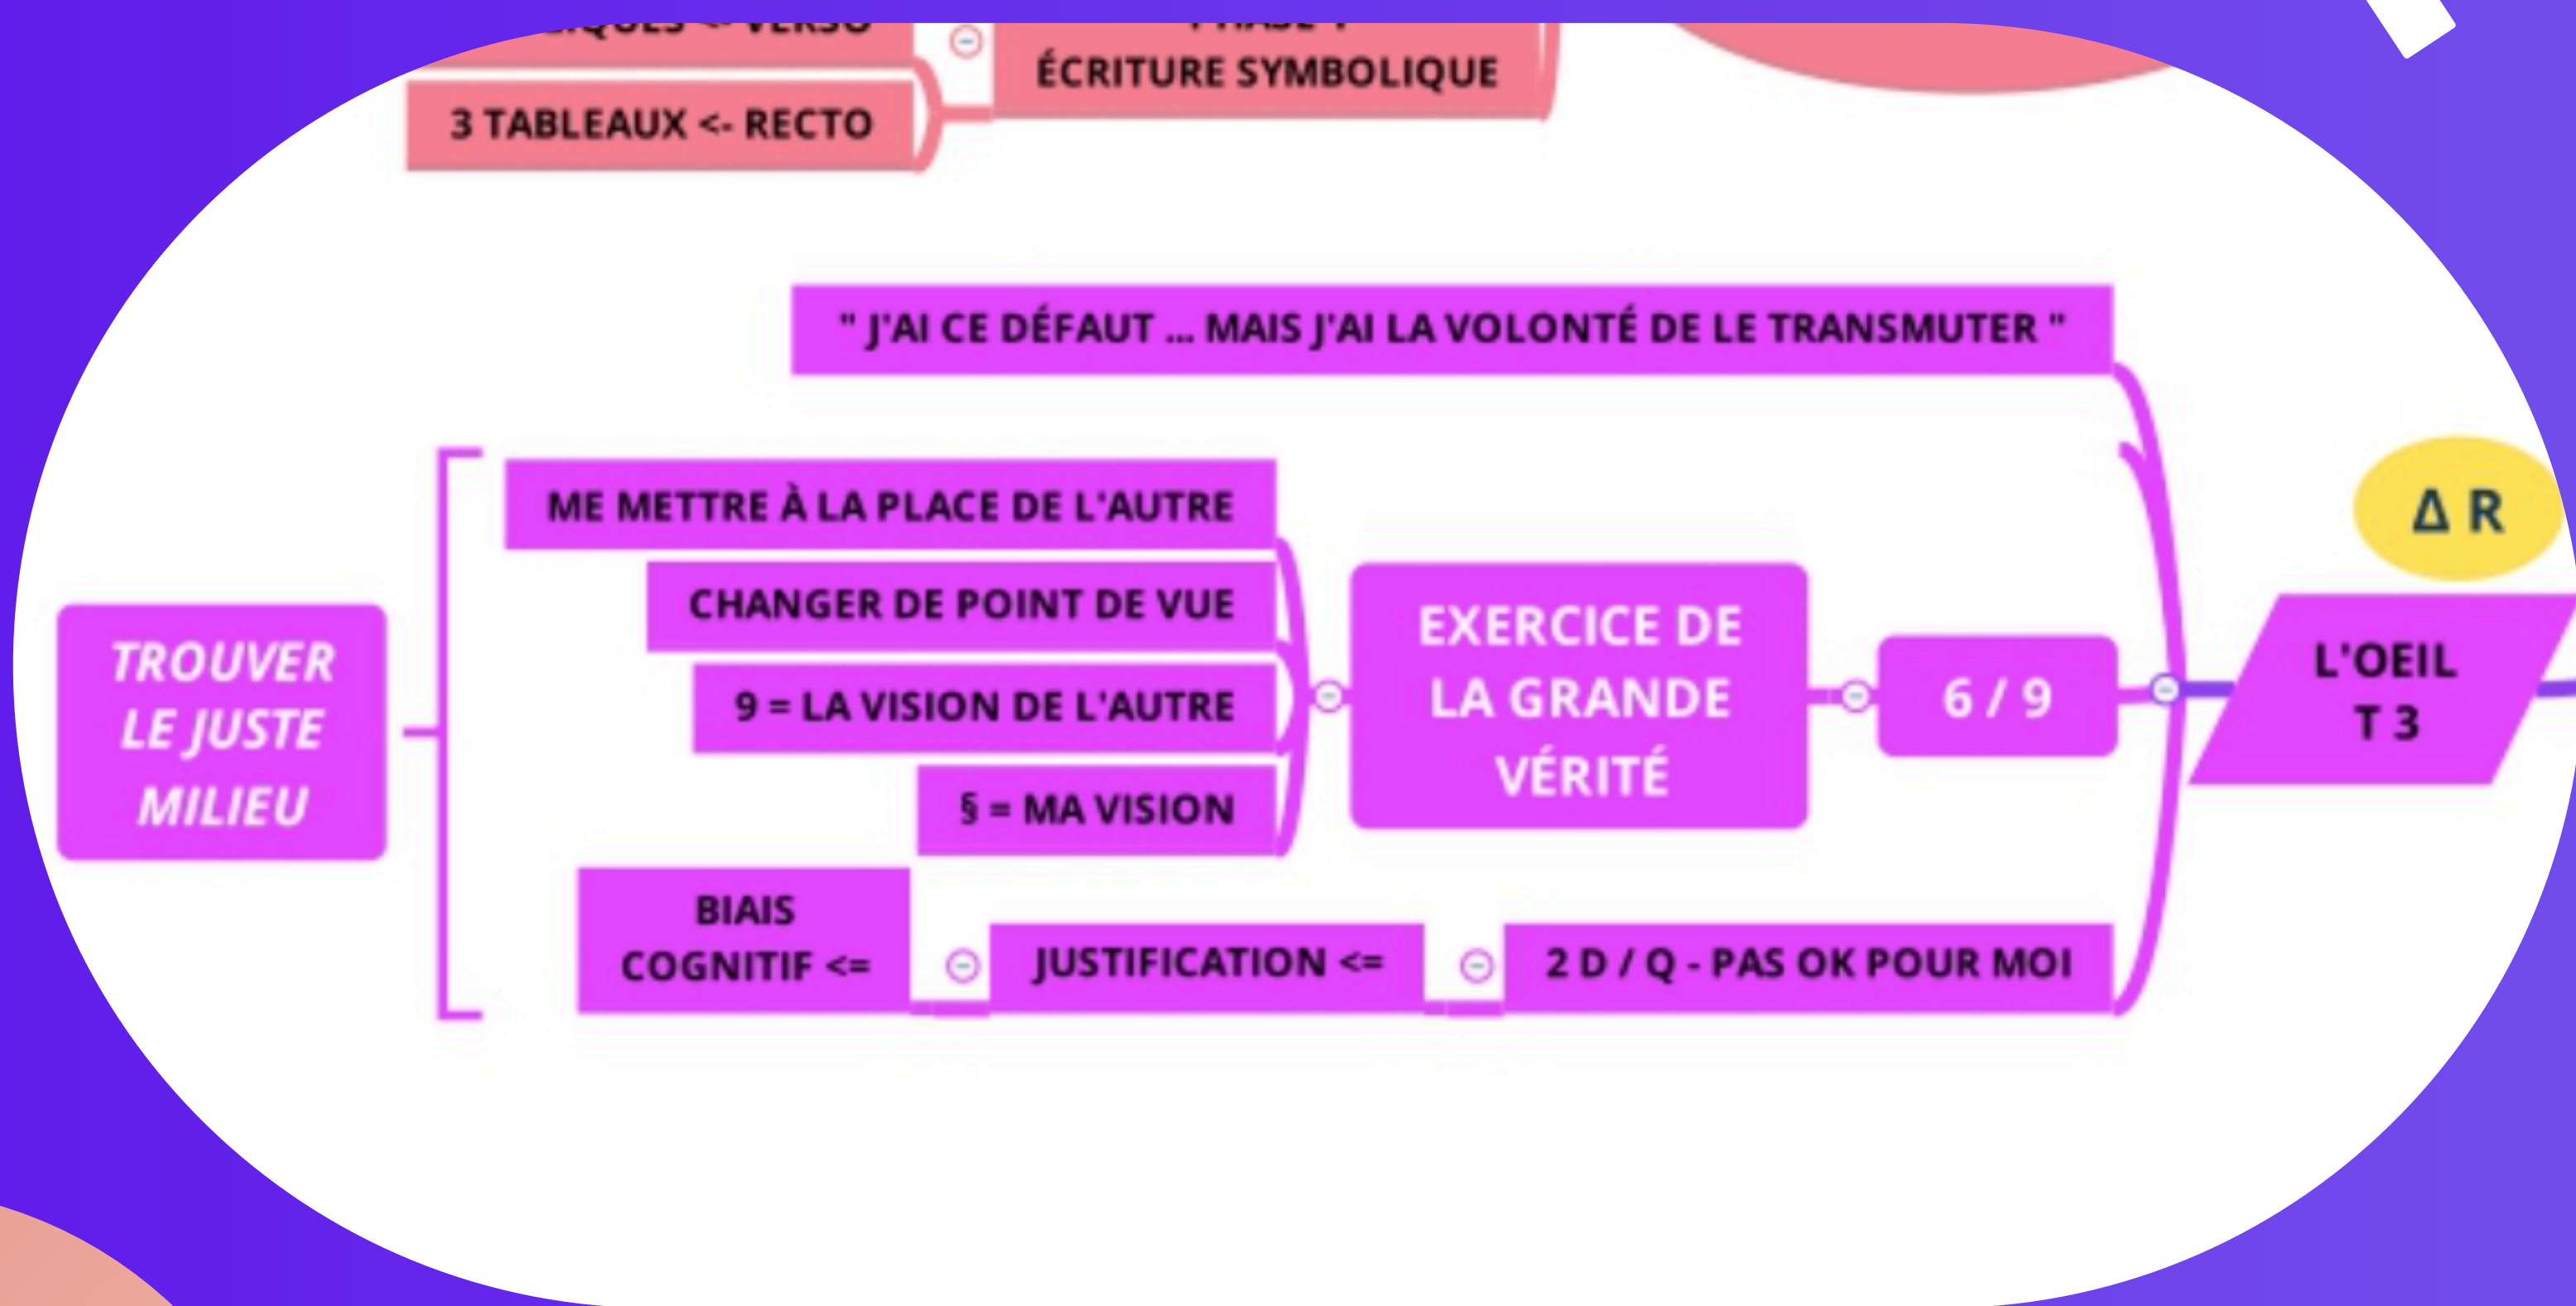 <- VERSO
ÉCRITURE SYMBOLIQUE
3 TABLEAUX <- RECTO
" J'AI CE DÉFAUT ... MAIS J'AI LA VOLONTÉ DE LE TRANSMUTER "
ME METTRE À LA PLACE DE L'AUTRE
CHANGER DE POINT DE VUE
9 = LA VISION DE L'AUTRE
§ = MA VISION
TROUVER
LE JUSTE
MILIEU
EXERCICE DE
LA GRANDE
VÉRITÉ
6 / 9
Δ R
L'OEIL
T 3
BIAIS
COGNITIF <=
JUSTIFICATION <=
2 D / Q - PAS OK POUR MOI